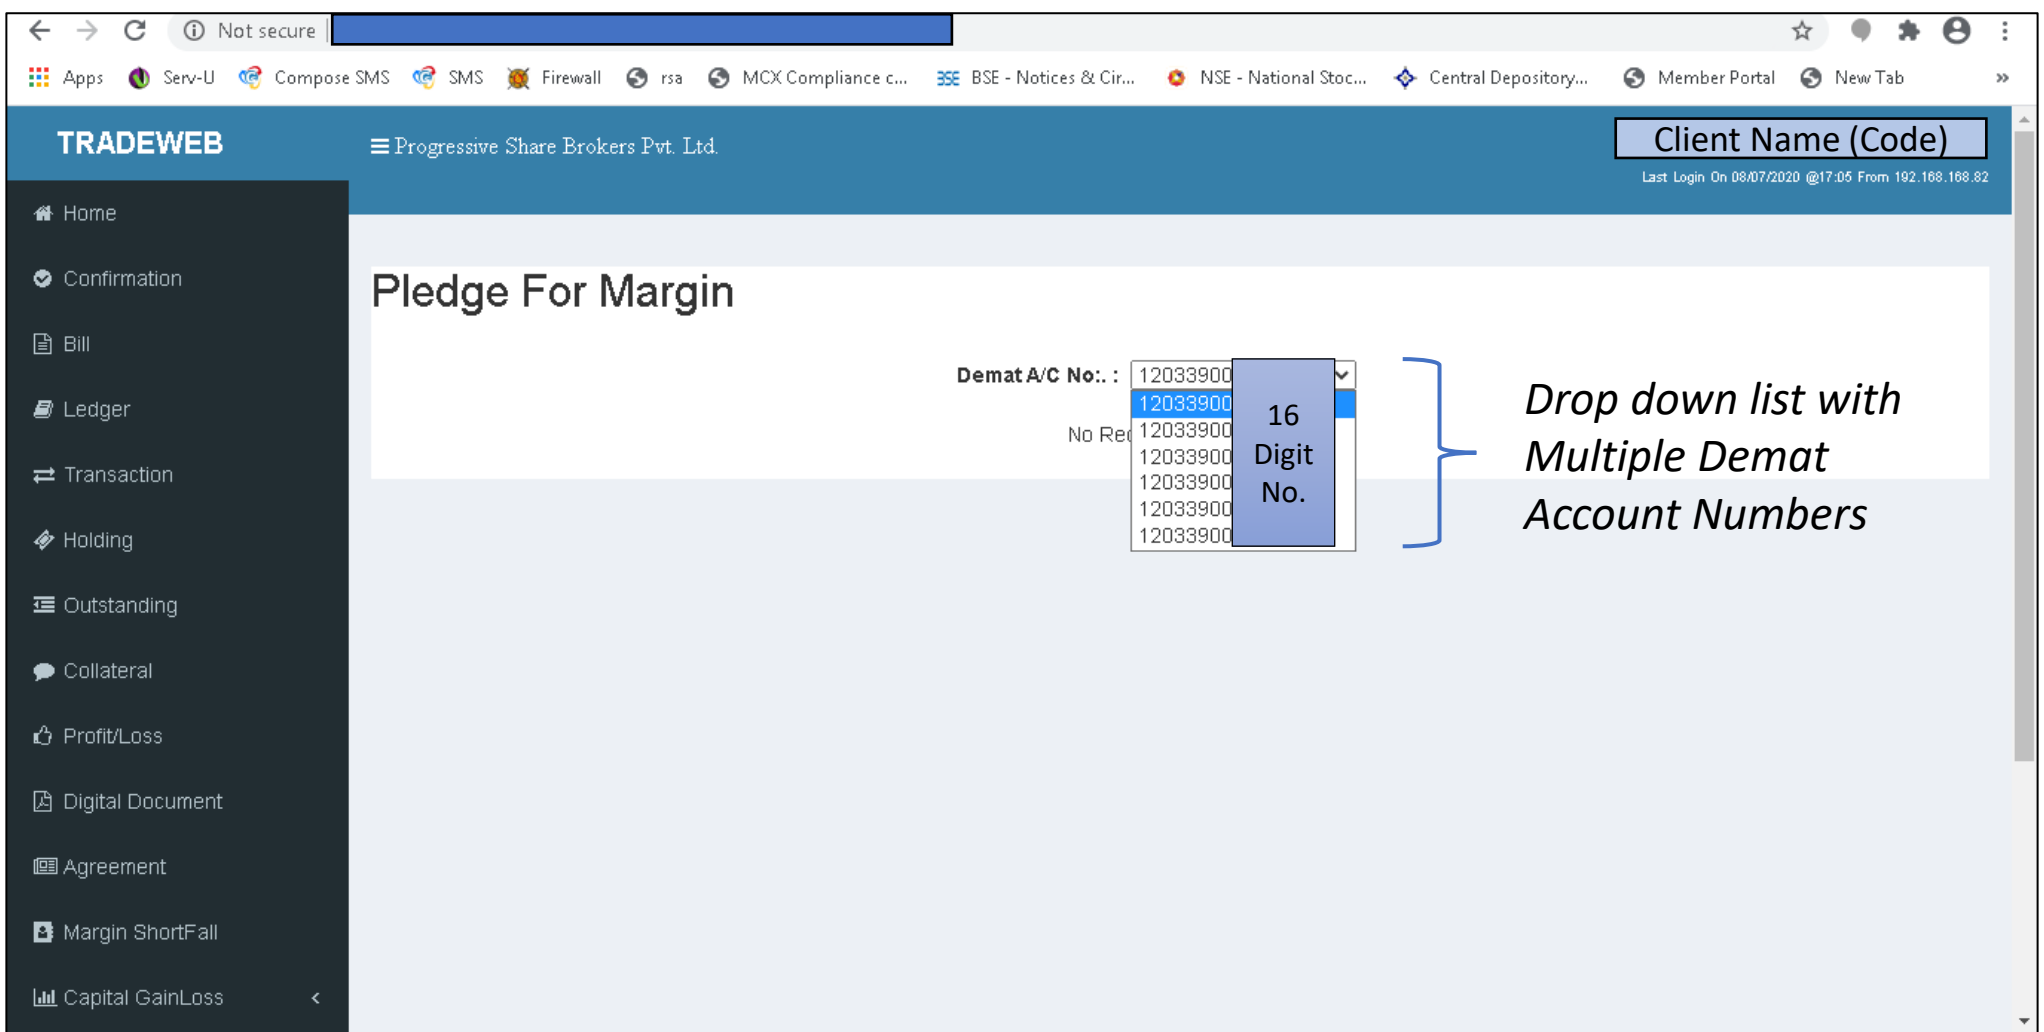 Not secure
Apps Serv-U Compose SMS SMS Firewall rsa MCX Compliance c... BSE - Notices & Cir... NSE - National Stoc... Central Depository... Member Portal New Tab »
TRADEWEB
Progressive Share Brokers Pvt. Ltd.
Client Name (Code)
Last Login On 08/07/2020 @17:05 From 192.168.168.82
Home
Confirmation
Bill
Ledger
Transaction
Holding
Outstanding
Collateral
Profit/Loss
Digital Document
Agreement
Margin ShortFall
Capital GainLoss
Pledge For Margin
Demat A/C No:. : 12033900
12033900
12033900
12033900
12033900
12033900
12033900
No Rec
16
Digit
No.
Drop down list with
Multiple Demat
Account Numbers